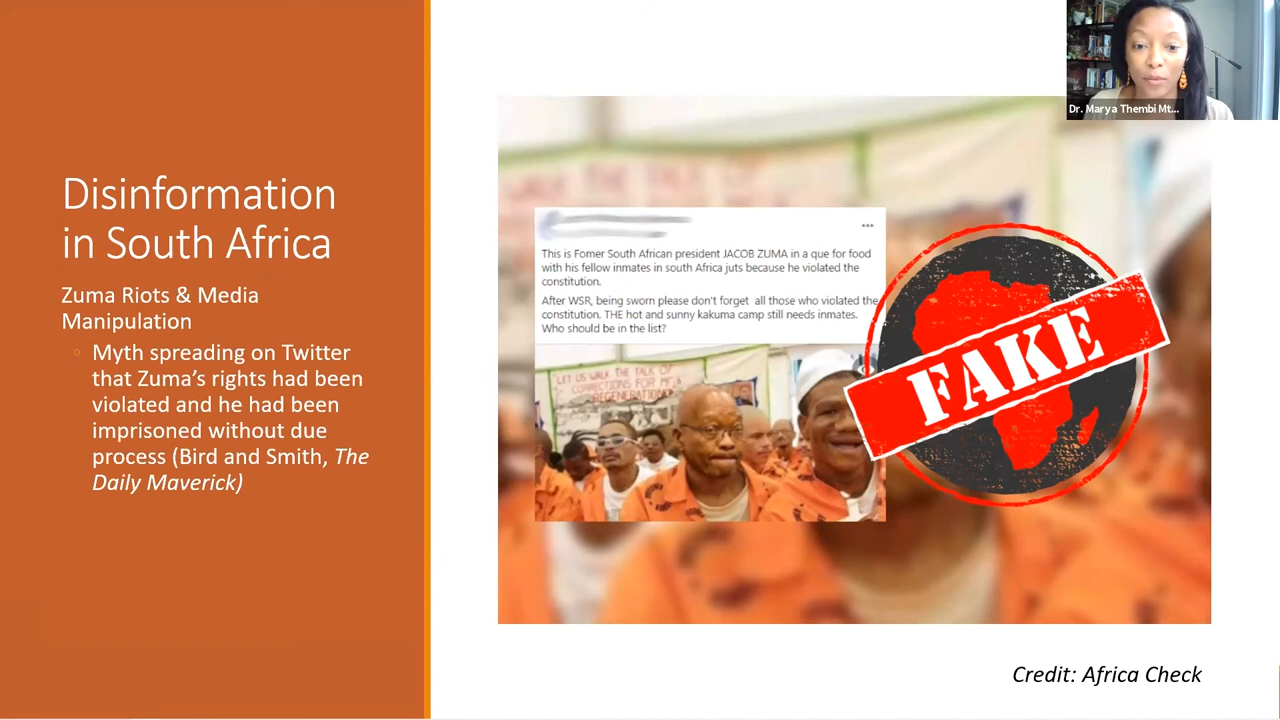 Disinformation
in South Africa
Zuma Riots & Media
Manipulation
Myth spreading on Twitter
that Zuma's rights had been
violated and he had been
imprisoned without due
process (Bird and Smith, The
Daily Maverick)
This is Fomer South African president JACOB ZUMA in a que for food
with his fellow inmates in south Africa juts because he violated the
constitution.
After WSR, being sworn please don't forget all those who violated the
constitution. THE hot and sunny kakuma camp still needs inmates.
Who should be in the list?
LET US WALK THE TALK OF
CORRECTIONS FOR
REGENERATION
FAKE
Dr. Marya Thembi Mt...
Credit: Africa Check